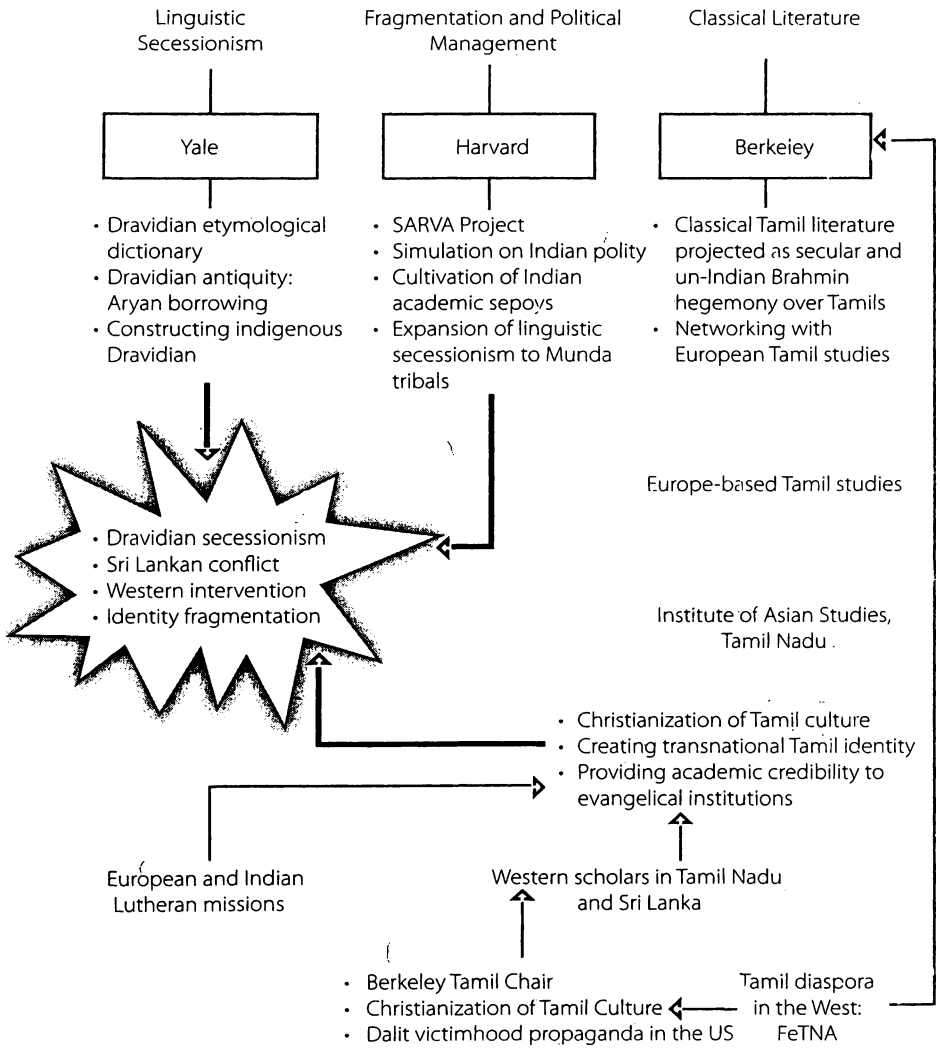 Linguistic
Secessionism
Fragmentation and Political
Management
Classical Literature
Yale
Harvard
Berkeley
• Dravidian etymological
dictionary
• Dravidian antiquity:
Aryan borrowing
• Constructing indigenous
Dravidian
• SARVA Project
• Simulation on Indian polity
• Cultivation of Indian
academic sepoys
• Expansion of linguistic
secessionism to Munda
tribals
• Classical Tamil literature
projected as secular and
un-Indian Brahmin
hegemony over Tamils
• Networking with
European Tamil studies
Europe-based Tamil studies
• Dravidian secessionism
• Sri Lankan conflict
• Western intervention
• Identity fragmentation
Institute of Asian Studies,
Tamil Nadu
• Christianization of Tamil culture
• Creating transnational Tamil identity
• Providing academic credibility to
evangelical institutions
European and Indian
Lutheran missions
Western scholars in Tamil Nadu
and Sri Lanka
• Berkeley Tamil Chair
• Christianization of Tamil Culture
• Dalit victimhood propaganda in the US
Tamil diaspora
in the West:
FeTNA